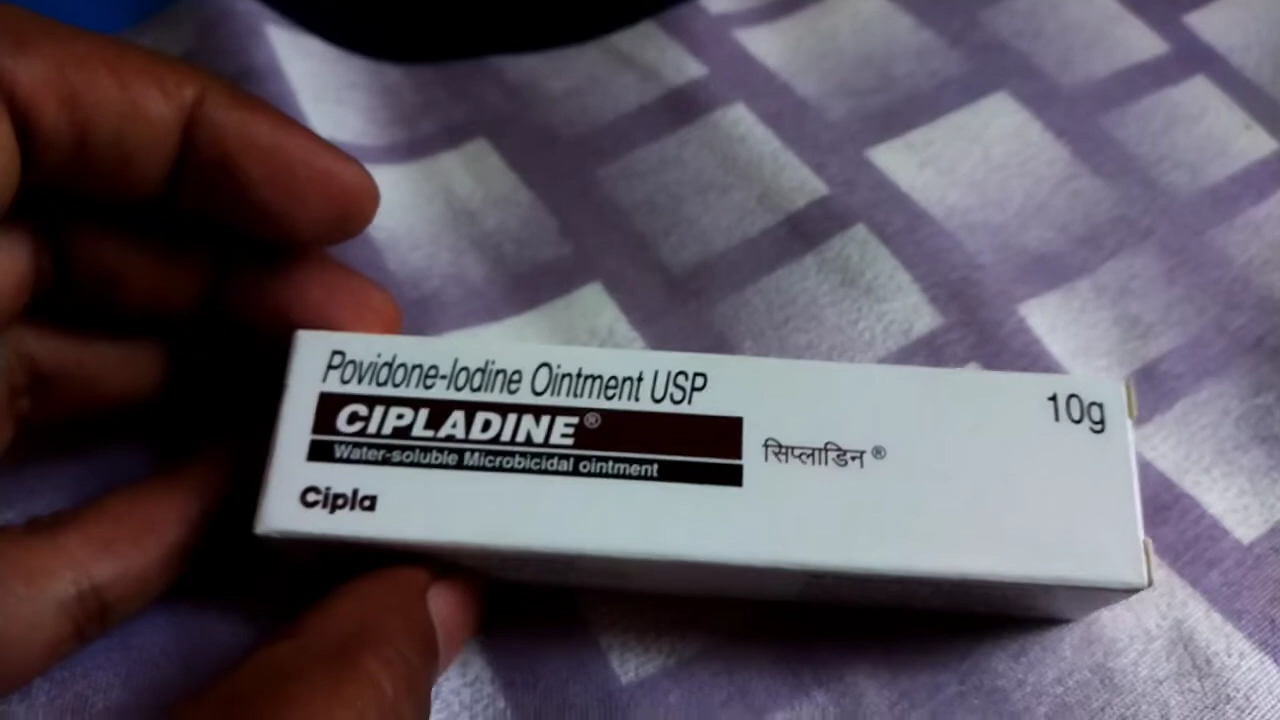 Povidone-Iodine Ointment USP
10g
CIPLADINE®
Water-soluble Microbicidal ointment
सिप्लाडिन®
Cipla